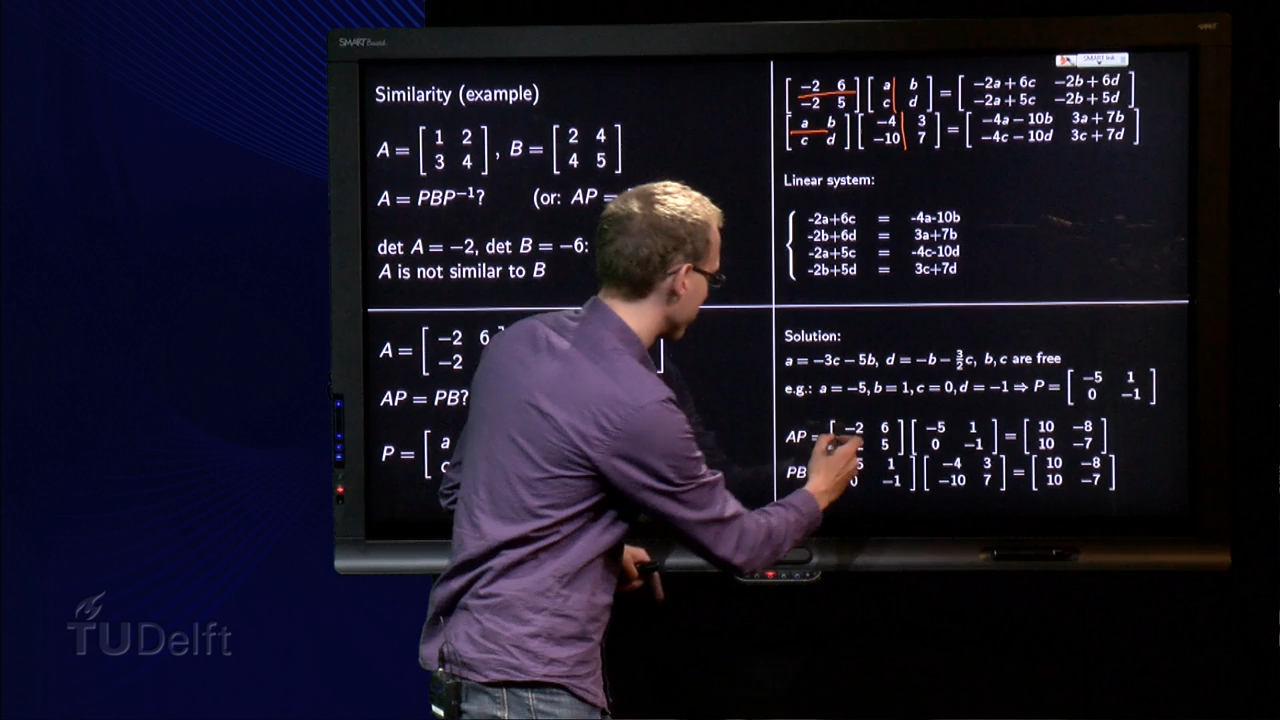 SMART Board
SMART Ink
Similarity (example)
A = [ 1 2 ; 3 4 ], B = [ 2 4 ; 4 5 ]
A = PBP⁻¹? (or: AP =
det A = −2, det B = −6:
A is not similar to B
A = [ −2 6 ; −2
AP = PB?
P = [ a
[ −2 6 ; −2 5 ] [ a b ; c d ] = [ −2a+6c −2b+6d ; −2a+5c −2b+5d ]
[ a b ; c d ] [ −4 3 ; −10 7 ] = [ −4a−10b 3a+7b ; −4c−10d 3c+7d ]
Linear system:
-2a+6c = -4a-10b
-2b+6d = 3a+7b
-2a+5c = -4c-10d
-2b+5d = 3c+7d
Solution:
a = −3c − 5b, d = −b − 3/2 c, b, c are free
e.g.: a = −5, b = 1, c = 0, d = −1 ⇒ P = [ −5 1 ; 0 −1 ]
AP = [ −2 6 ; 5 ] [ −5 1 ; 0 −1 ] = [ 10 −8 ; 10 −7 ]
PB 1 ; 0 −1 ] [ −4 3 ; −10 7 ] = [ 10 −8 ; 10 −7 ]
TUDelft